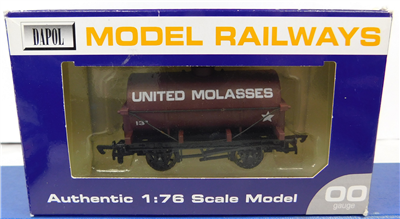 DAPOL
MODEL RAILWAYS
UNITED MOLASSES
Authentic 1:76 Scale Model
OO
gauge